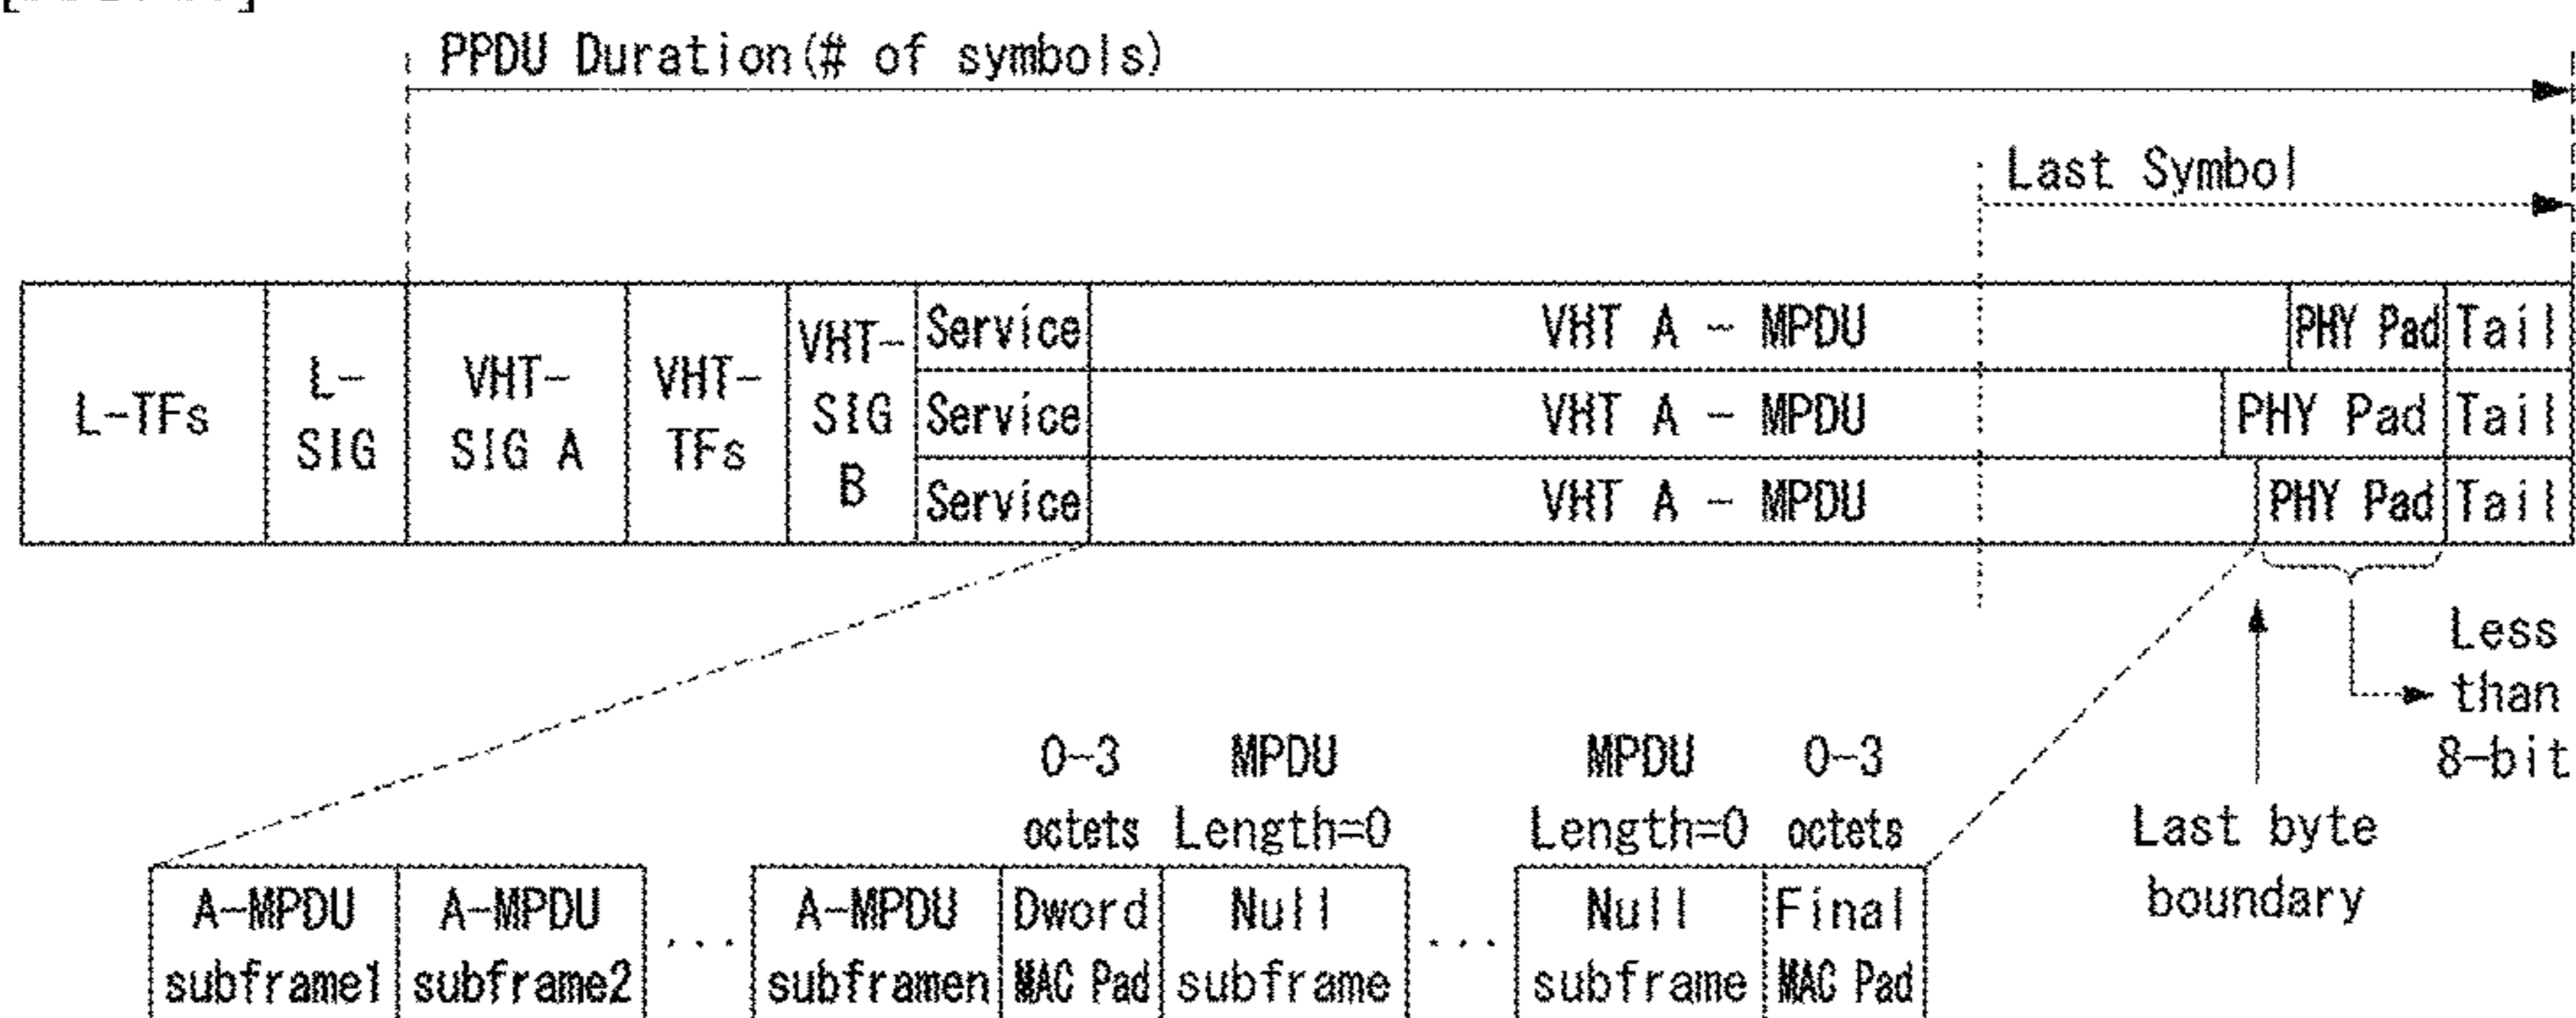 PPDU Duration(# of symbols)
Last Symbol
L-TFs
L-
SIG
VHT-
SIG A
VHT-
TFs
VHT-
SIG
B
Service
VHT A - MPDU
PHY Pad
Tail
Service
VHT A - MPDU
PHY Pad
Tail
Service
VHT A - MPDU
PHY Pad
Tail
Less
than
8-bit
Last byte
boundary
0-3
octets
MPDU
Length=0
MPDU
Length=0
0-3
octets
A-MPDU
subframe1
A-MPDU
subframe2
...
A-MPDU
subframen
Dword
MAC Pad
Null
subframe
...
Null
subframe
Final
MAC Pad